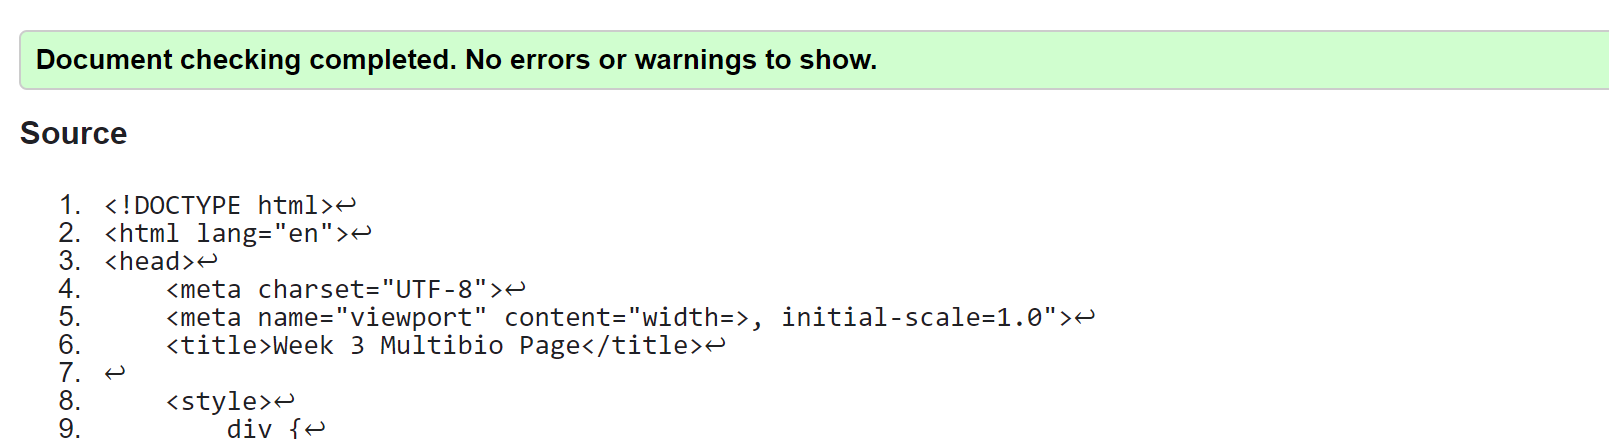 Document checking completed. No errors or warnings to show.
Source
1. <!DOCTYPE html>↩
2. <html lang="en">↩
3. <head>↩
4.     <meta charset="UTF-8">↩
5.     <meta name="viewport" content="width=>, initial-scale=1.0">↩
6.     <title>Week 3 Multibio Page</title>↩
7. ↩
8.     <style>↩
9.         div {↩